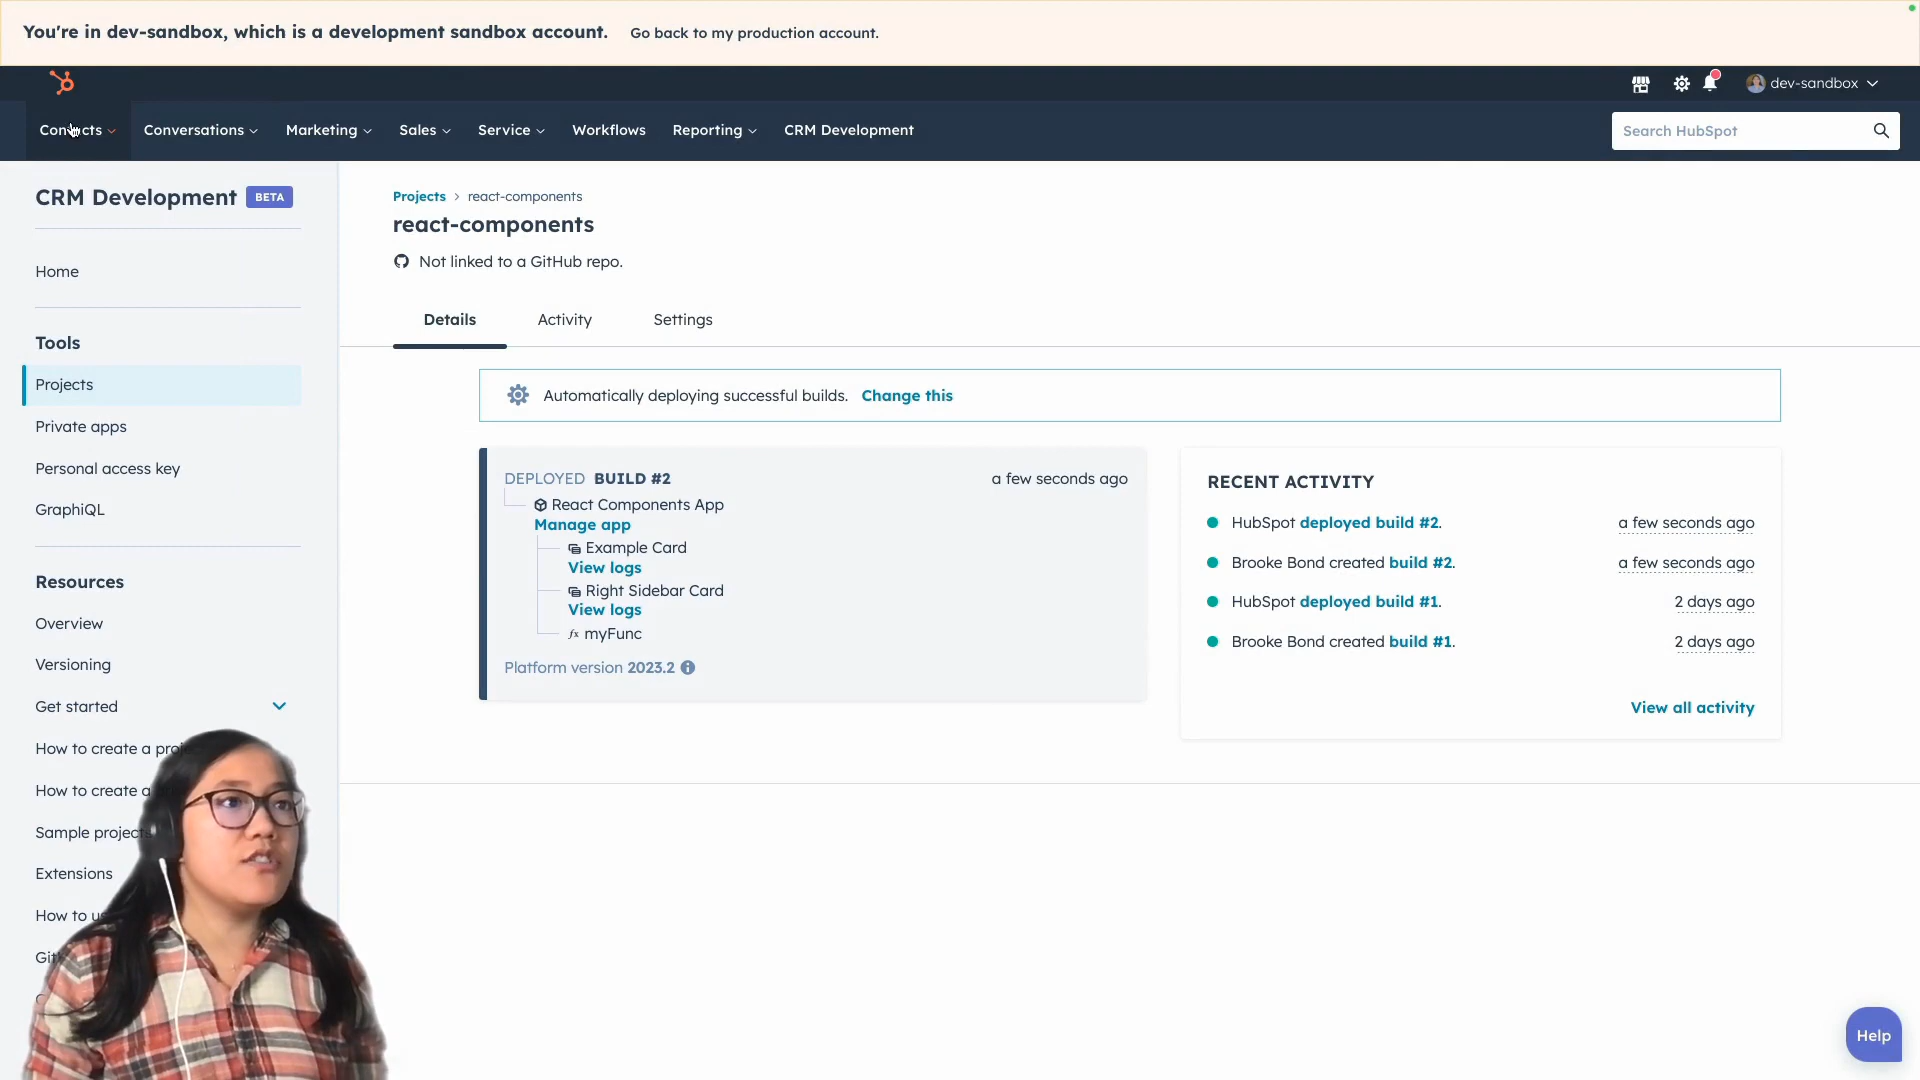 You're in dev-sandbox, which is a development sandbox account. Go back to my production account.
dev-sandbox
Conversations Marketing Sales Service Workflows Reporting CRM Development
Search HubSpot
CRM Development BETA
Home
Tools
Projects
Private apps
Personal access key
GraphiQL
Resources
Overview
Versioning
Get started
How to create a
How to create a
Sample projects
Extensions
How to
Projects > react-components
react-components
Not linked to a GitHub repo.
Details Activity Settings
Automatically deploying successful builds. Change this
DEPLOYED BUILD #2 a few seconds ago
React Components App
Manage app
Example Card
View logs
Right Sidebar Card
View logs
fx myFunc
Platform version 2023.2
RECENT ACTIVITY
HubSpot deployed build #2. a few seconds ago
Brooke Bond created build #2. a few seconds ago
HubSpot deployed build #1. 2 days ago
Brooke Bond created build #1. 2 days ago
View all activity
Help